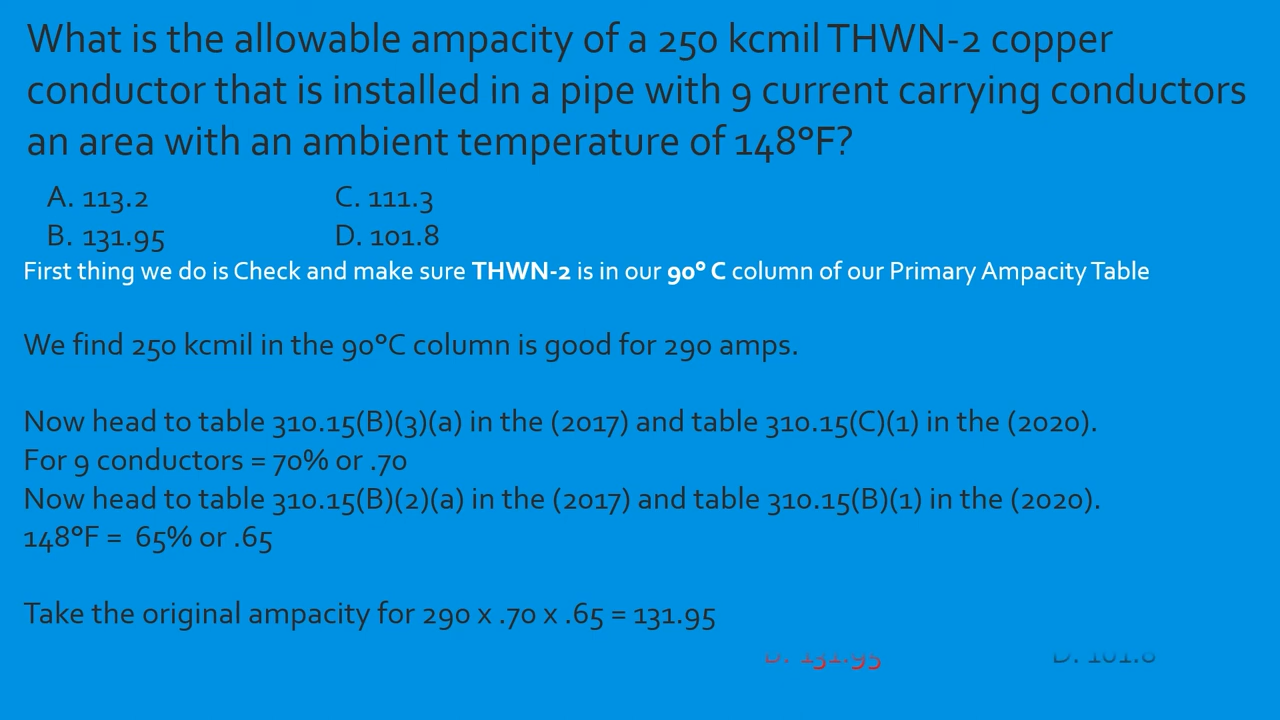 What is the allowable ampacity of a 250 kcmil THWN-2 copper
conductor that is installed in a pipe with 9 current carrying conductors
an area with an ambient temperature of 148°F?
A. 113.2 C. 111.3
B. 131.95 D. 101.8
First thing we do is Check and make sure THWN-2 is in our 90° C column of our Primary Ampacity Table
We find 250 kcmil in the 90°C column is good for 290 amps.
Now head to table 310.15(B)(3)(a) in the (2017) and table 310.15(C)(1) in the (2020).
For 9 conductors = 70% or .70
Now head to table 310.15(B)(2)(a) in the (2017) and table 310.15(B)(1) in the (2020).
148°F = 65% or .65
Take the original ampacity for 290 x .70 x .65 = 131.95
B. 131.95 D. 101.8